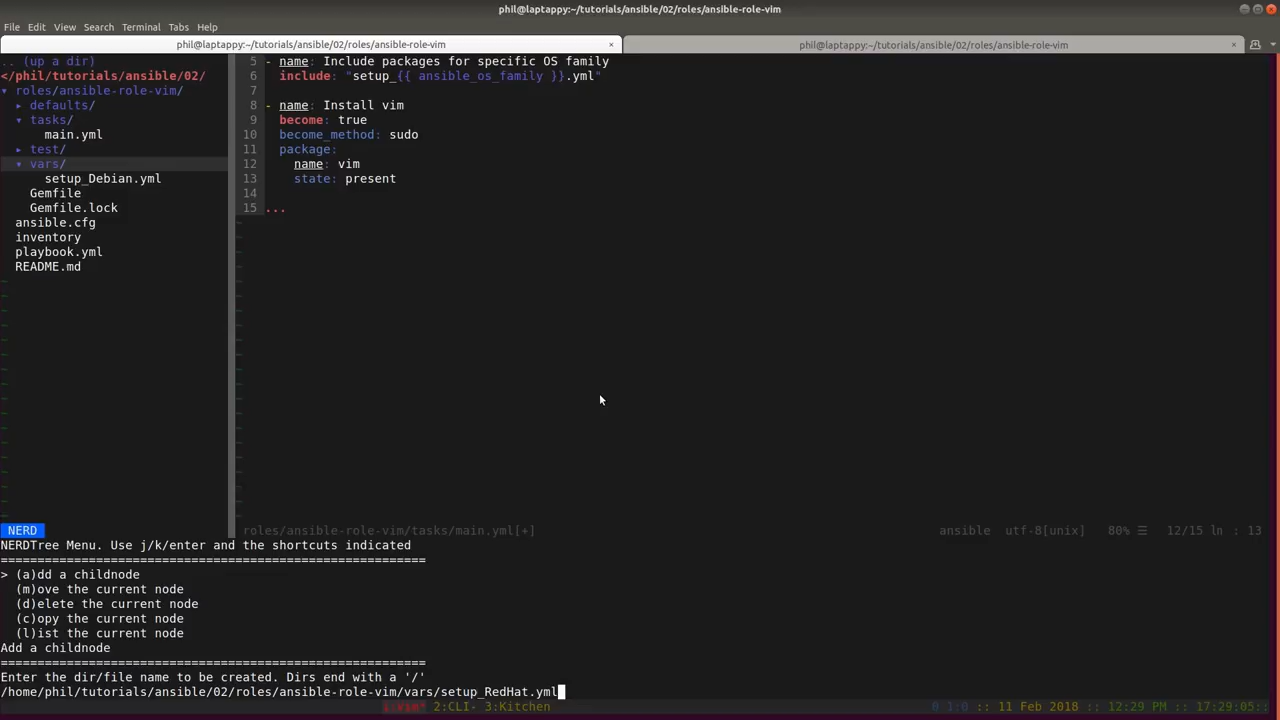 phil@laptappy:~/tutorials/ansible/02/roles/ansible-role-vim
File Edit View Search Terminal Tabs Help
phil@laptappy:~/tutorials/ansible/02/roles/ansible-role-vim × phil@laptappy:~/tutorials/ansible/02/roles/ansible-role-vim ×
.. (up a dir)
</phil/tutorials/ansible/02/
▾ roles/ansible-role-vim/
▸ defaults/
▾ tasks/
main.yml
▸ test/
▾ vars/
setup_Debian.yml
Gemfile
Gemfile.lock
ansible.cfg
inventory
playbook.yml
README.md
5 - name: Include packages for specific OS family
6 include: "setup_{{ ansible_os_family }}.yml"
7
8 - name: Install vim
9 become: true
10 become_method: sudo
11 package:
12 name: vim
13 state: present
14
15 ...
NERD roles/ansible-role-vim/tasks/main.yml[+] ansible utf-8[unix] 80% ☰ 12/15 ln : 13
NERDTree Menu. Use j/k/enter and the shortcuts indicated
==========================================================
> (a)dd a childnode
(m)ove the current node
(d)elete the current node
(c)opy the current node
(l)ist the current node
Add a childnode
==========================================================
Enter the dir/file name to be created. Dirs end with a '/'
/home/phil/tutorials/ansible/02/roles/ansible-role-vim/vars/setup_RedHat.yml
1:Vim* 2:CLI- 3:Kitchen 0 1:0 :: 11 Feb 2018 :: 12:29 PM :: 17:29:05::